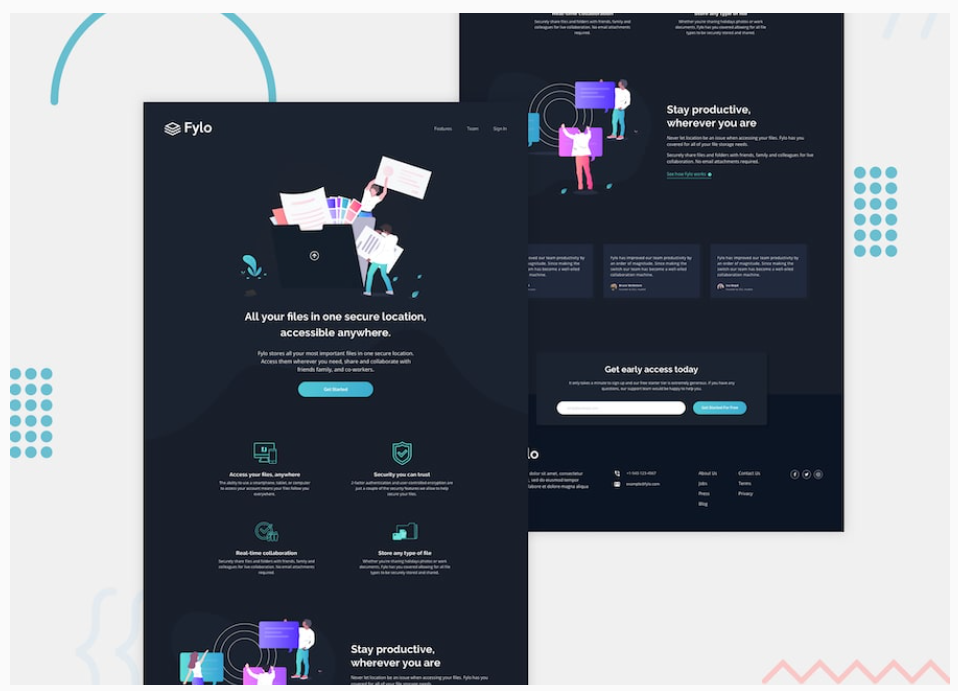 Fylo
Features Team Sign In
All your files in one secure location,
accessible anywhere.
Fylo stores all your most important files in one secure location.
Access them wherever you need, share and collaborate with
friends family, and co-workers.
Get Started
Access your files, anywhere
The ability to use a smartphone, tablet, or computer
to access your account means your files follow you
everywhere.
Security you can trust
2-factor authentication and user-controlled encryption are
just a couple of the security features we allow to help
secure your files.
Real-time collaboration
Securely share files and folders with friends, family and
colleagues for live collaboration. No email attachments
required.
Store any type of file
Whether you're sharing holidays photos or work
documents, Fylo has you covered allowing for all file
types to be securely stored and shared.
Stay productive,
wherever you are
Never let location be an issue when accessing your files. Fylo has you
covered for all of your file storage needs.
Real-time collaboration
Securely share files and folders with friends, family and
colleagues for live collaboration. No email attachments
required.
Store any type of file
Whether you're sharing holidays photos or work
documents, Fylo has you covered allowing for all file
types to be securely stored and shared.
Stay productive,
wherever you are
Never let location be an issue when accessing your files. Fylo has you
covered for all of your file storage needs.
Securely share files and folders with friends, family and colleagues for live
collaboration. No email attachments required.
See how Fylo works
oved our team productivity by
ude. Since making the
m has become a well-oiled
machine.
Fylo has improved our team productivity by
an order of magnitude. Since making the
switch our team has become a well-oiled
collaboration machine.
Bruce McKenzie
Fylo has improved our team productivity by
an order of magnitude. Since making the
switch our team has become a well-oiled
collaboration machine.
Iva Boyd
Get early access today
It only takes a minute to sign up and our free starter tier is extremely generous. If you have any
questions, our support team would be happy to help you.
Get Started For Free
lo
dolor sit amet, consectetur
, sed do eiusmod tempor
labore et dolore magna aliqua
+1-543-123-4567
example@fylo.com
About Us
Jobs
Press
Blog
Contact Us
Terms
Privacy